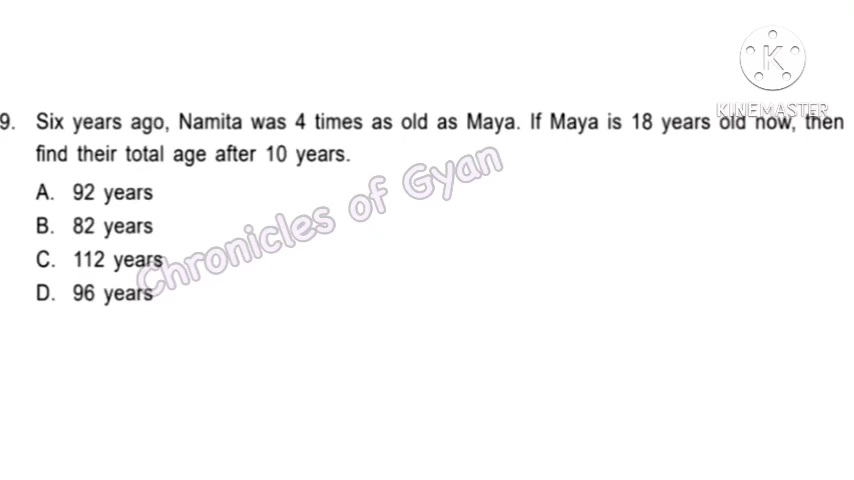 K
KINEMASTER
9. Six years ago, Namita was 4 times as old as Maya. If Maya is 18 years old now, then
find their total age after 10 years.
A. 92 years
B. 82 years
C. 112 years
D. 96 years
Chronicles of Gyan